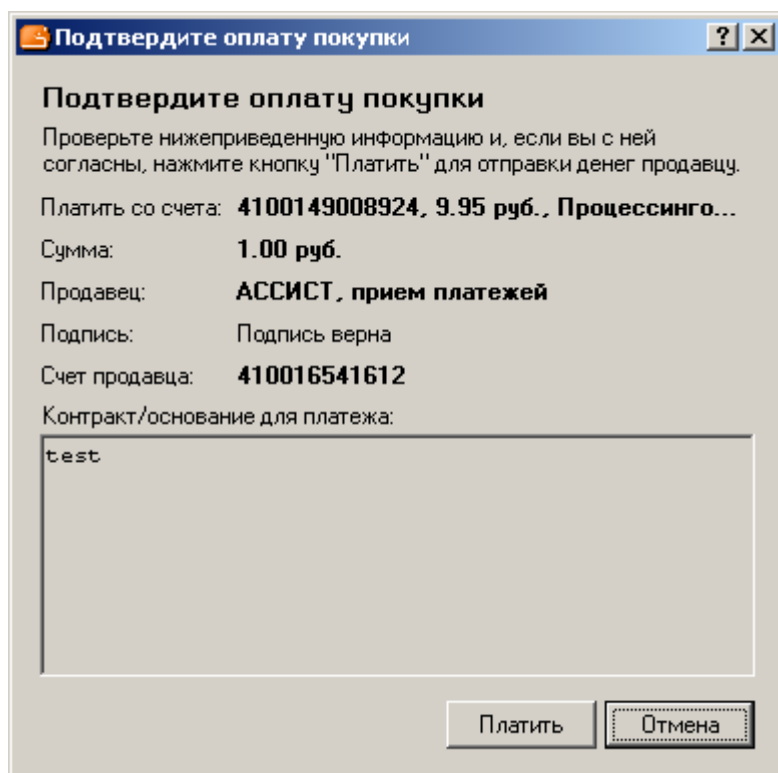 Подтвердите оплату покупки
Подтвердите оплату покупки
Проверьте нижеприведенную информацию и, если вы с ней
согласны, нажмите кнопку "Платить" для отправки денег продавцу.
Платить со счета: 4100149008924, 9.95 руб., Процессинго...
Сумма: 1.00 руб.
Продавец: АССИСТ, прием платежей
Подпись: Подпись верна
Счет продавца: 410016541612
Контракт/основание для платежа:
test
Платить Отмена